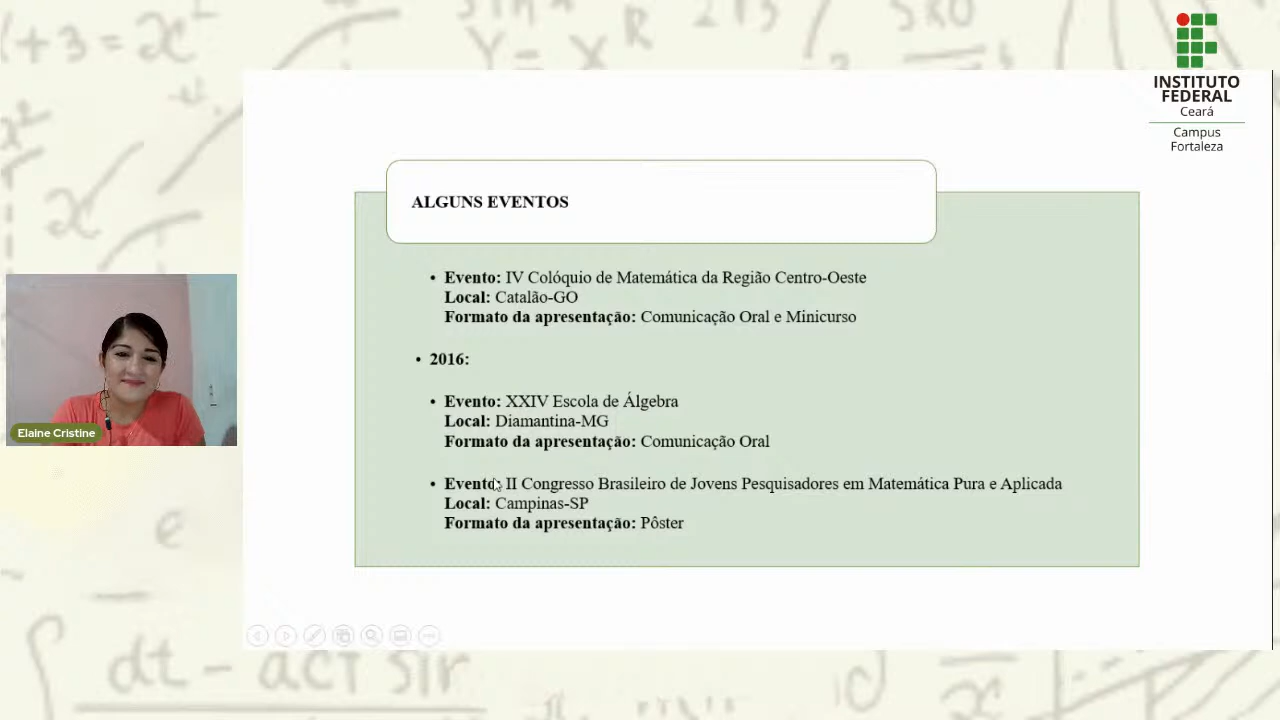 INSTITUTO
FEDERAL
Ceará
Campus
Fortaleza
ALGUNS EVENTOS
• Evento: IV Colóquio de Matemática da Região Centro-Oeste
Local: Catalão-GO
Formato da apresentação: Comunicação Oral e Minicurso
• 2016:
• Evento: XXIV Escola de Álgebra
Local: Diamantina-MG
Formato da apresentação: Comunicação Oral
• Evento: II Congresso Brasileiro de Jovens Pesquisadores em Matemática Pura e Aplicada
Local: Campinas-SP
Formato da apresentação: Pôster
Elaine Cristine